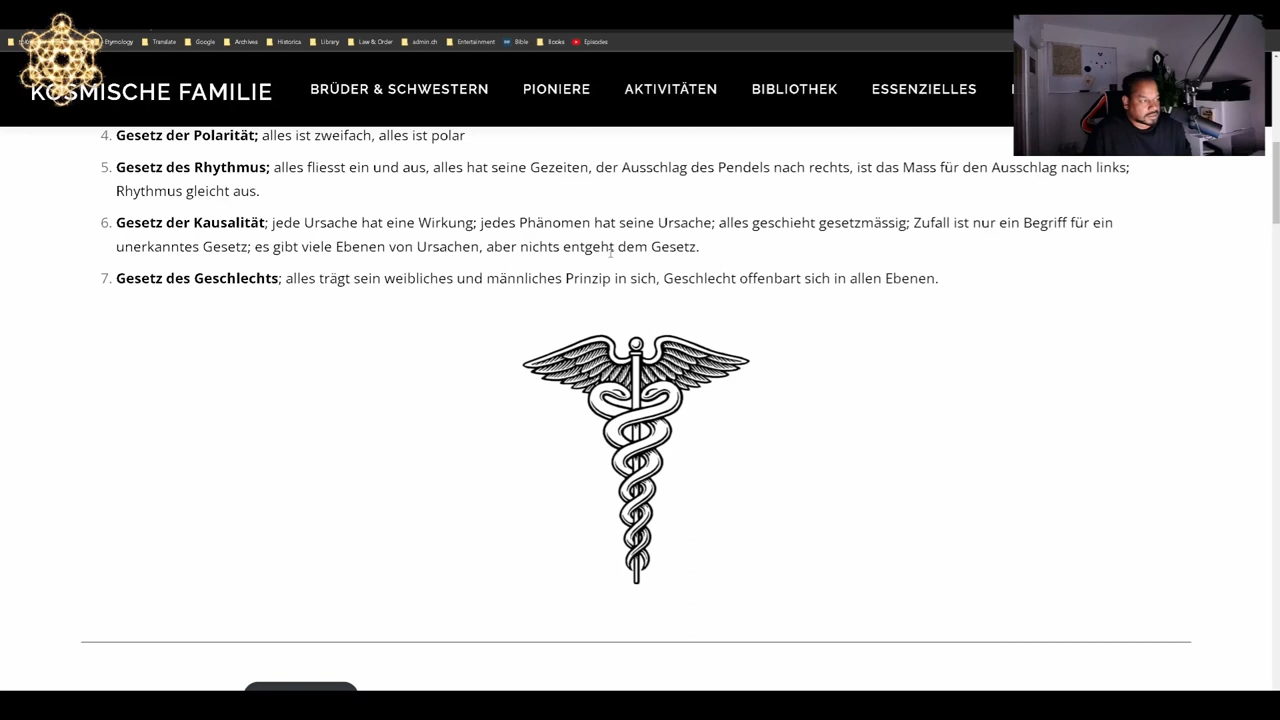 Etymology Translate Google Archives Historica Library Law & Order admin.ch Entertainment Bible Books Episodes
KOSMISCHE FAMILIE BRÜDER & SCHWESTERN PIONIERE AKTIVITÄTEN BIBLIOTHEK ESSENZIELLES
4. Gesetz der Polarität; alles ist zweifach, alles ist polar
5. Gesetz des Rhythmus; alles fliesst ein und aus, alles hat seine Gezeiten, der Ausschlag des Pendels nach rechts, ist das Mass für den Ausschlag nach links;
Rhythmus gleicht aus.
6. Gesetz der Kausalität; jede Ursache hat eine Wirkung; jedes Phänomen hat seine Ursache; alles geschieht gesetzmässig; Zufall ist nur ein Begriff für ein
unerkanntes Gesetz; es gibt viele Ebenen von Ursachen, aber nichts entgeht dem Gesetz.
7. Gesetz des Geschlechts; alles trägt sein weibliches und männliches Prinzip in sich, Geschlecht offenbart sich in allen Ebenen.